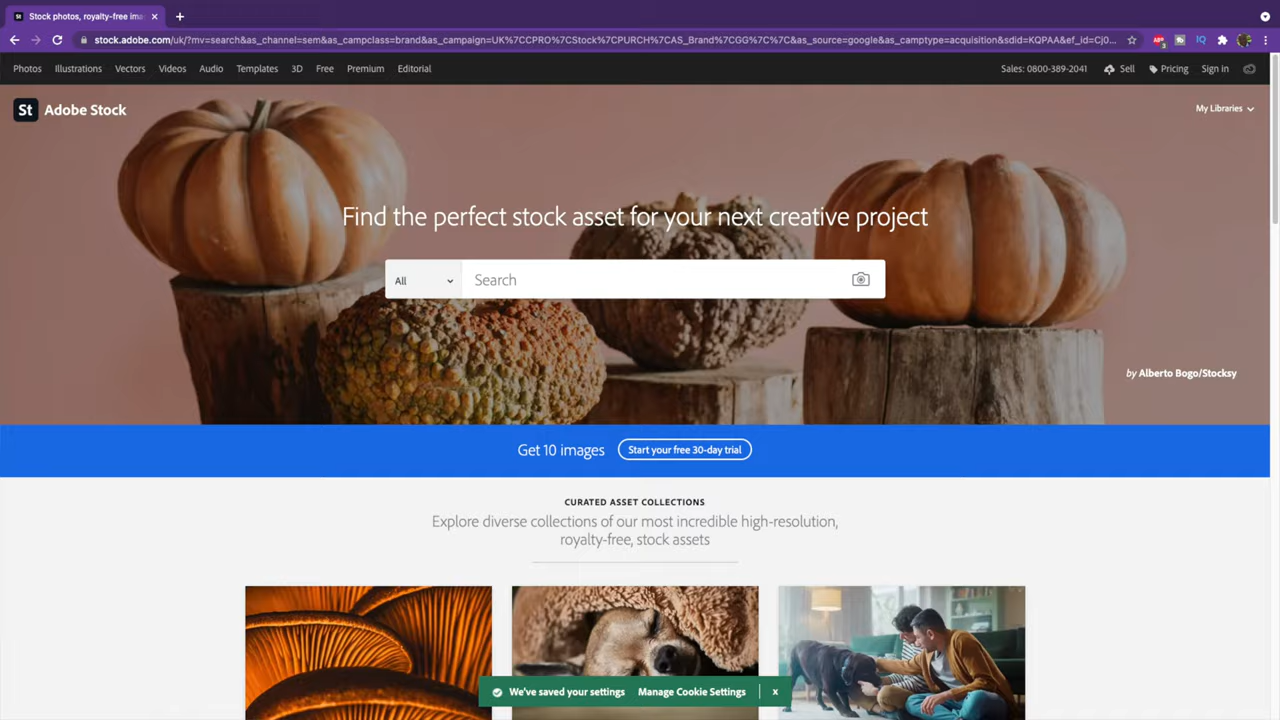 St Stock photos, royalty-free ima
stock.adobe.com/uk/?mv=search&as_channel=sem&as_campclass=brand&as_campaign=UK%7CCPRO%7CStock%7CPURCH%7CAS_Brand%7CGG%7C%7C&as_source=google&as_camptype=acquisition&sdid=KQPAA&ef_id=Cj0...
Photos Illustrations Vectors Videos Audio Templates 3D Free Premium Editorial Sales: 0800-389-2041 Sell Pricing Sign in
St Adobe Stock My Libraries
Find the perfect stock asset for your next creative project
All Search
by Alberto Bogo/Stocksy
Get 10 images Start your free 30-day trial
CURATED ASSET COLLECTIONS
Explore diverse collections of our most incredible high-resolution,
royalty-free, stock assets
We've saved your settings Manage Cookie Settings x